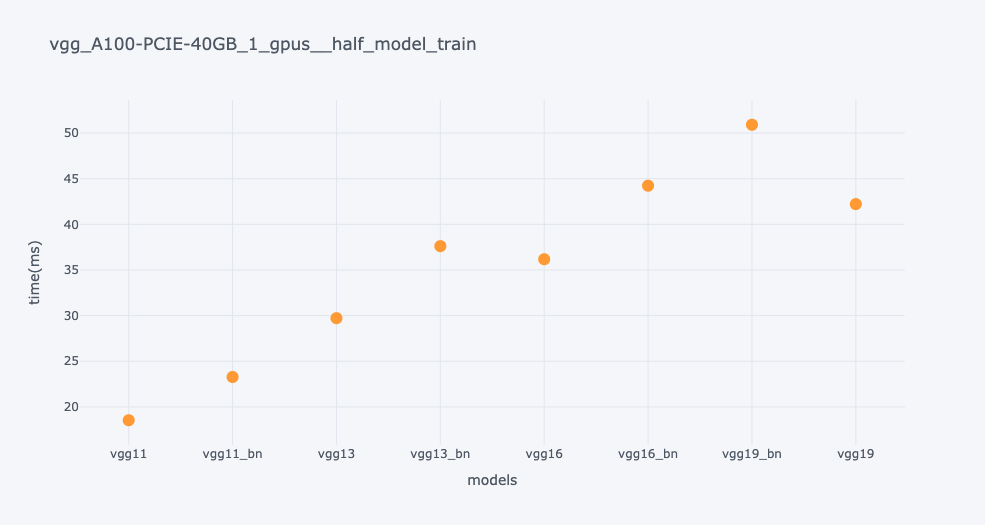 vgg_A100-PCIE-40GB_1_gpus__half_model_train
time(ms)
50
45
40
35
30
25
20
vgg11 vgg11_bn vgg13 vgg13_bn vgg16 vgg16_bn vgg19_bn vgg19
models